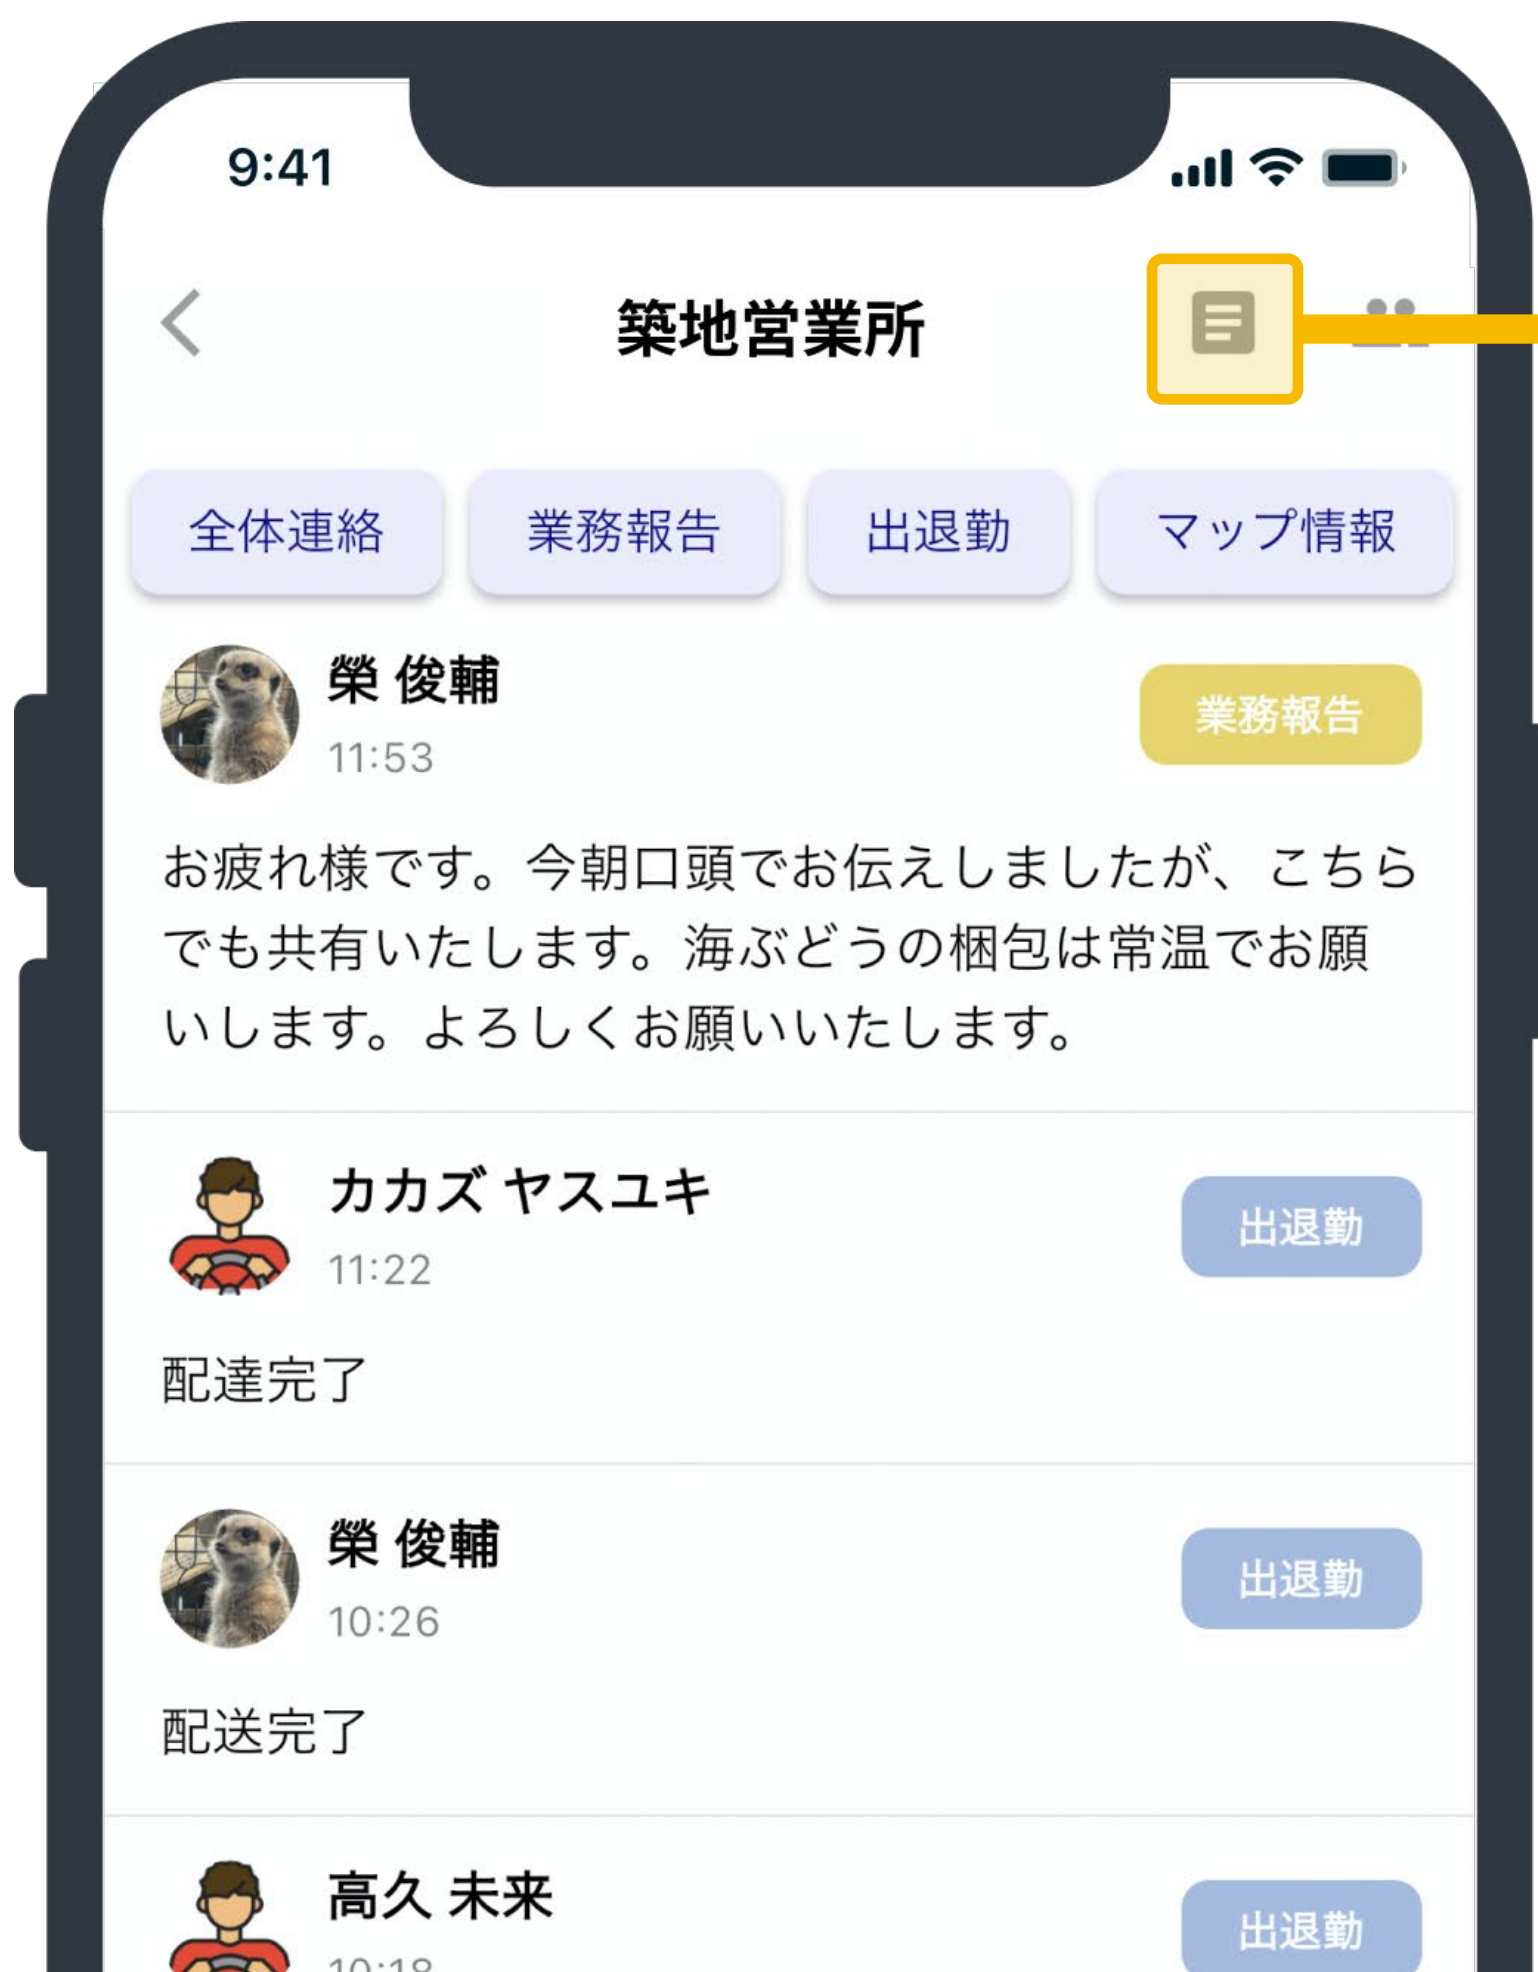 9:41
築地営業所
全体連絡 業務報告 出退勤 マップ情報
榮 俊輔
11:53
業務報告
お疲れ様です。今朝口頭でお伝えしましたが、こちら
でも共有いたします。海ぶどうの梱包は常温でお願
いします。よろしくお願いいたします。
カカズ ヤスユキ
11:22
出退勤
配達完了
榮 俊輔
10:26
出退勤
配送完了
高久 未来
10:18
出退勤